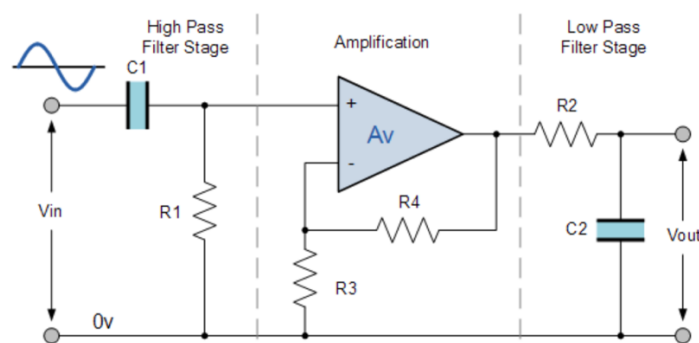 High Pass
Filter Stage
Amplification
Low Pass
Filter Stage
C1
+
Av
-
R2
Vin
R1
R4
R3
C2
Vout
0v